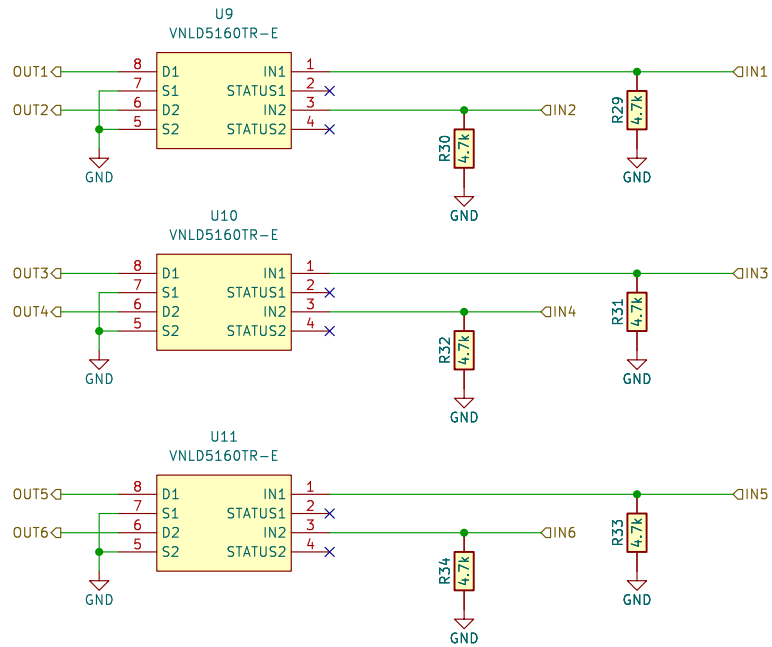 U9
VNLD5160TR-E
OUT1 8 D1 IN1 1 IN1
7 S1 STATUS1 2
OUT2 6 D2 IN2 3 IN2
5 S2 STATUS2 4
R29 4.7k
R30 4.7k
GND GND
GND
U10
VNLD5160TR-E
OUT3 8 D1 IN1 1 IN3
7 S1 STATUS1 2
OUT4 6 D2 IN2 3 IN4
5 S2 STATUS2 4
R31 4.7k
R32 4.7k
GND GND
GND
U11
VNLD5160TR-E
OUT5 8 D1 IN1 1 IN5
7 S1 STATUS1 2
OUT6 6 D2 IN2 3 IN6
5 S2 STATUS2 4
R33 4.7k
R34 4.7k
GND GND
GND